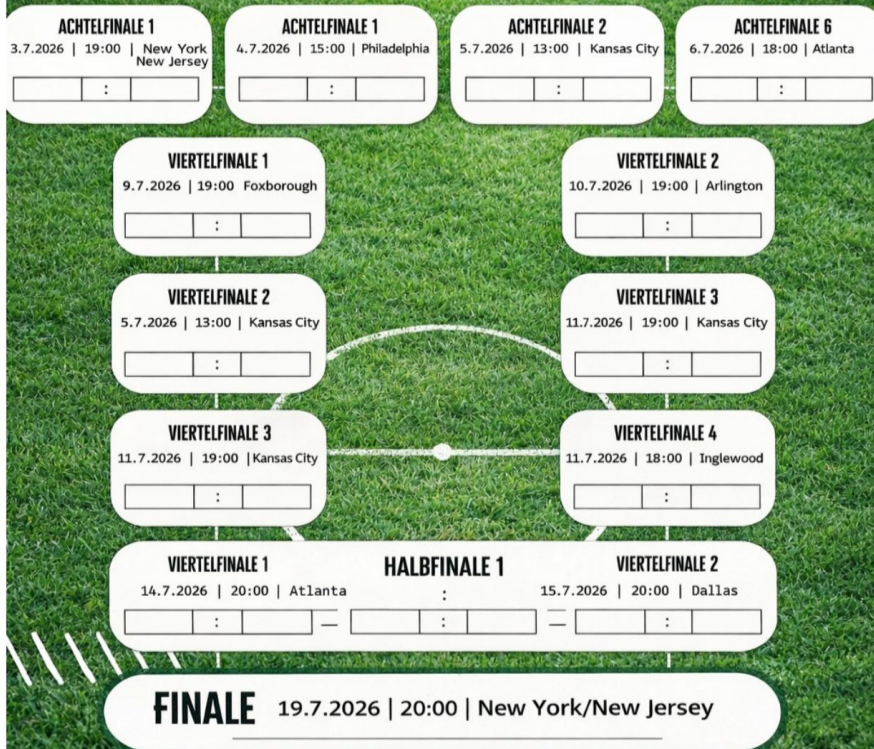 ACHTELFINALE 1
3.7.2026 | 19:00 | New York
New Jersey
:
ACHTELFINALE 1
4.7.2026 | 15:00 | Philadelphia
:
ACHTELFINALE 2
5.7.2026 | 13:00 | Kansas City
:
ACHTELFINALE 6
6.7.2026 | 18:00 | Atlanta
:
VIERTELFINALE 1
9.7.2026 | 19:00 Foxborough
:
VIERTELFINALE 2
10.7.2026 | 19:00 | Arlington
:
VIERTELFINALE 2
5.7.2026 | 13:00 | Kansas City
:
VIERTELFINALE 3
11.7.2026 | 19:00 | Kansas City
:
VIERTELFINALE 3
11.7.2026 | 19:00 | Kansas City
:
VIERTELFINALE 4
11.7.2026 | 18:00 | Inglewood
:
VIERTELFINALE 1
14.7.2026 | 20:00 | Atlanta
:
HALBFINALE 1
:
:
VIERTELFINALE 2
15.7.2026 | 20:00 | Dallas
:
FINALE 19.7.2026 | 20:00 | New York/New Jersey